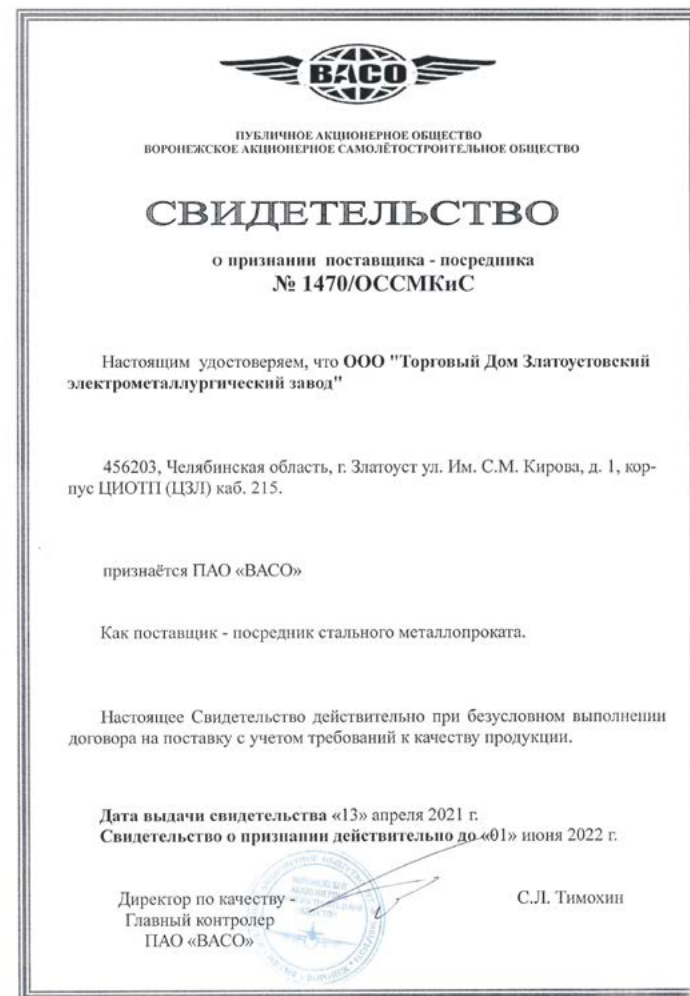 ВАСО
ПУБЛИЧНОЕ АКЦИОНЕРНОЕ ОБЩЕСТВО
ВОРОНЕЖСКОЕ АКЦИОНЕРНОЕ САМОЛЁТОСТРОИТЕЛЬНОЕ ОБЩЕСТВО
СВИДЕТЕЛЬСТВО
о признании поставщика - посредника
№ 1470/ОССМКиС
Настоящим удостоверяем, что ООО "Торговый Дом Златоустовский
электрометаллургический завод"
456203, Челябинская область, г. Златоуст ул. Им. С.М. Кирова, д. 1, кор-
пус ЦИОТП (ЦЗЛ) каб. 215.
признаётся ПАО «ВАСО»
Как поставщик - посредник стального металлопроката.
Настоящее Свидетельство действительно при безусловном выполнении
договора на поставку с учетом требований к качеству продукции.
Дата выдачи свидетельства «13» апреля 2021 г.
Свидетельство о признании действительно до «01» июня 2022 г.
Директор по качеству -
Главный контролер
ПАО «ВАСО»
С.Л. Тимохин